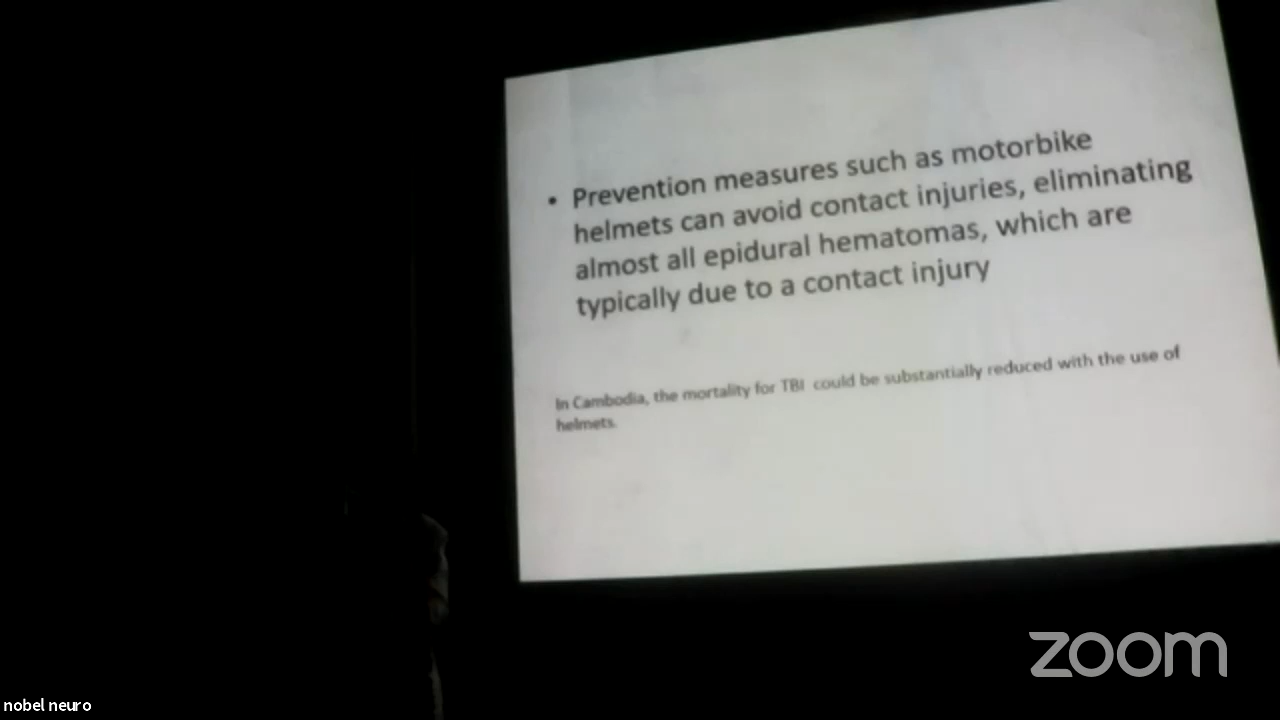 • Prevention measures such as motorbike
helmets can avoid contact injuries, eliminating
almost all epidural hematomas, which are
typically due to a contact injury
In Cambodia, the mortality for TBI could be substantially reduced with the use of
helmets.
zoom
nobel neuro